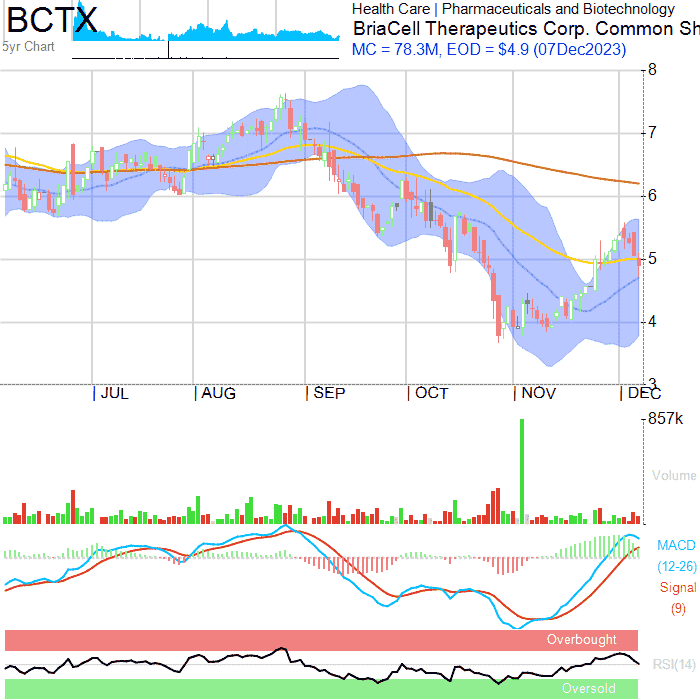 BCTX
5yr Chart
Health Care | Pharmaceuticals and Biotechnology
BriaCell Therapeutics Corp. Common Sh
MC = 78.3M, EOD = $4.9 (07Dec2023)
8
7
6
5
4
3
JUL AUG SEP OCT NOV DEC
857k
Volume
MACD
(12-26)
Signal
(9)
Overbought
RSI(14)
Oversold